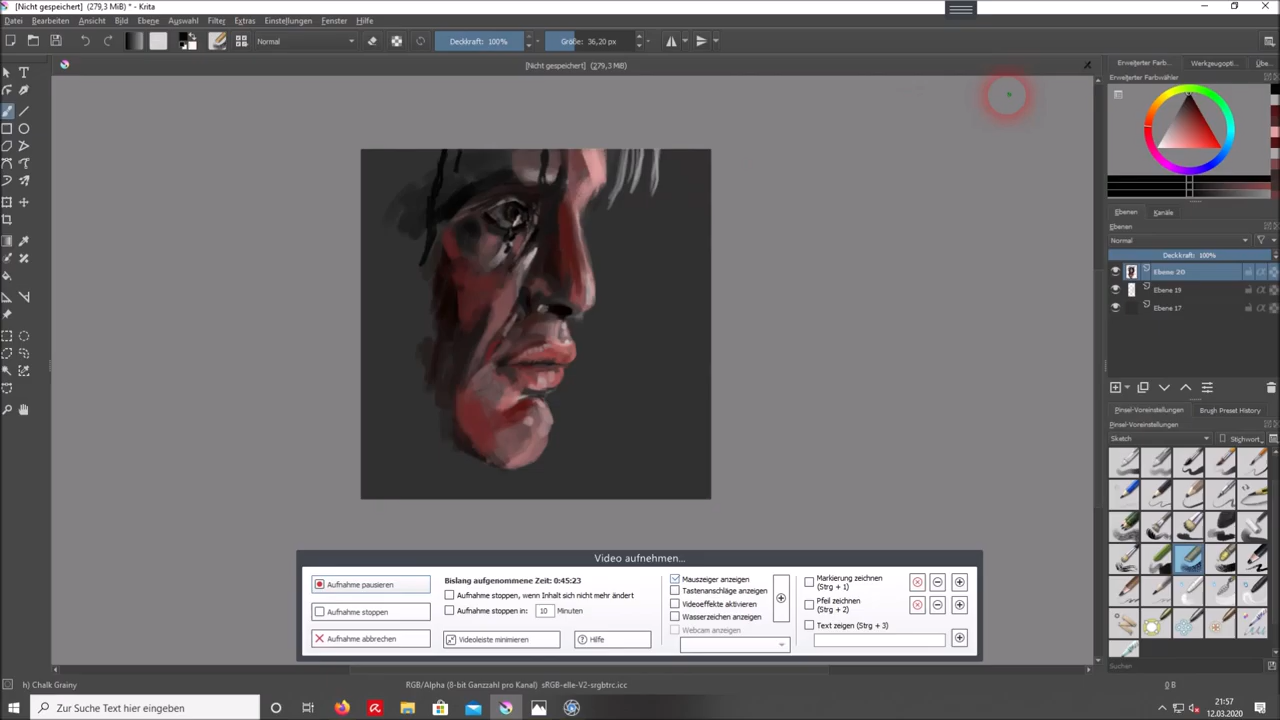 [Nicht gespeichert] (279,3 MiB) * - Krita
Datei Bearbeiten Ansicht Bild Ebene Auswahl Filter Extras Einstellungen Fenster Hilfe
Normal Deckkraft: 100% Größe: 36,20 px
[Nicht gespeichert] (279,3 MiB)
Erweiterter Farb... Werkzeugopti... Übe...
Erweiterter Farbwähler
Ebenen Kanäle
Ebenen
Normal
Deckkraft: 100%
Ebene 20
Ebene 19
Ebene 17
Pinsel-Voreinstellungen Brush Preset History
Pinsel-Voreinstellungen
Sketch Stichwort
Suchen
Video aufnehmen...
Aufnahme pausieren
Aufnahme stoppen
Aufnahme abbrechen
Bislang aufgenommene Zeit: 0:45:23
Aufnahme stoppen, wenn Inhalt sich nicht mehr ändert
Aufnahme stoppen in: 10 Minuten
Videoleiste minimieren Hilfe
Mauszeiger anzeigen
Tastenanschläge anzeigen
Videoeffekte aktivieren
Wasserzeichen anzeigen
Webcam anzeigen
Markierung zeichnen
(Strg + 1)
Pfeil zeichnen
(Strg + 2)
Text zeigen (Strg + 3)
h) Chalk Grainy RGB/Alpha (8-bit Ganzzahl pro Kanal) sRGB-elle-V2-srgbtrc.icc 0 B
Zur Suche Text hier eingeben
21:57
12.03.2020